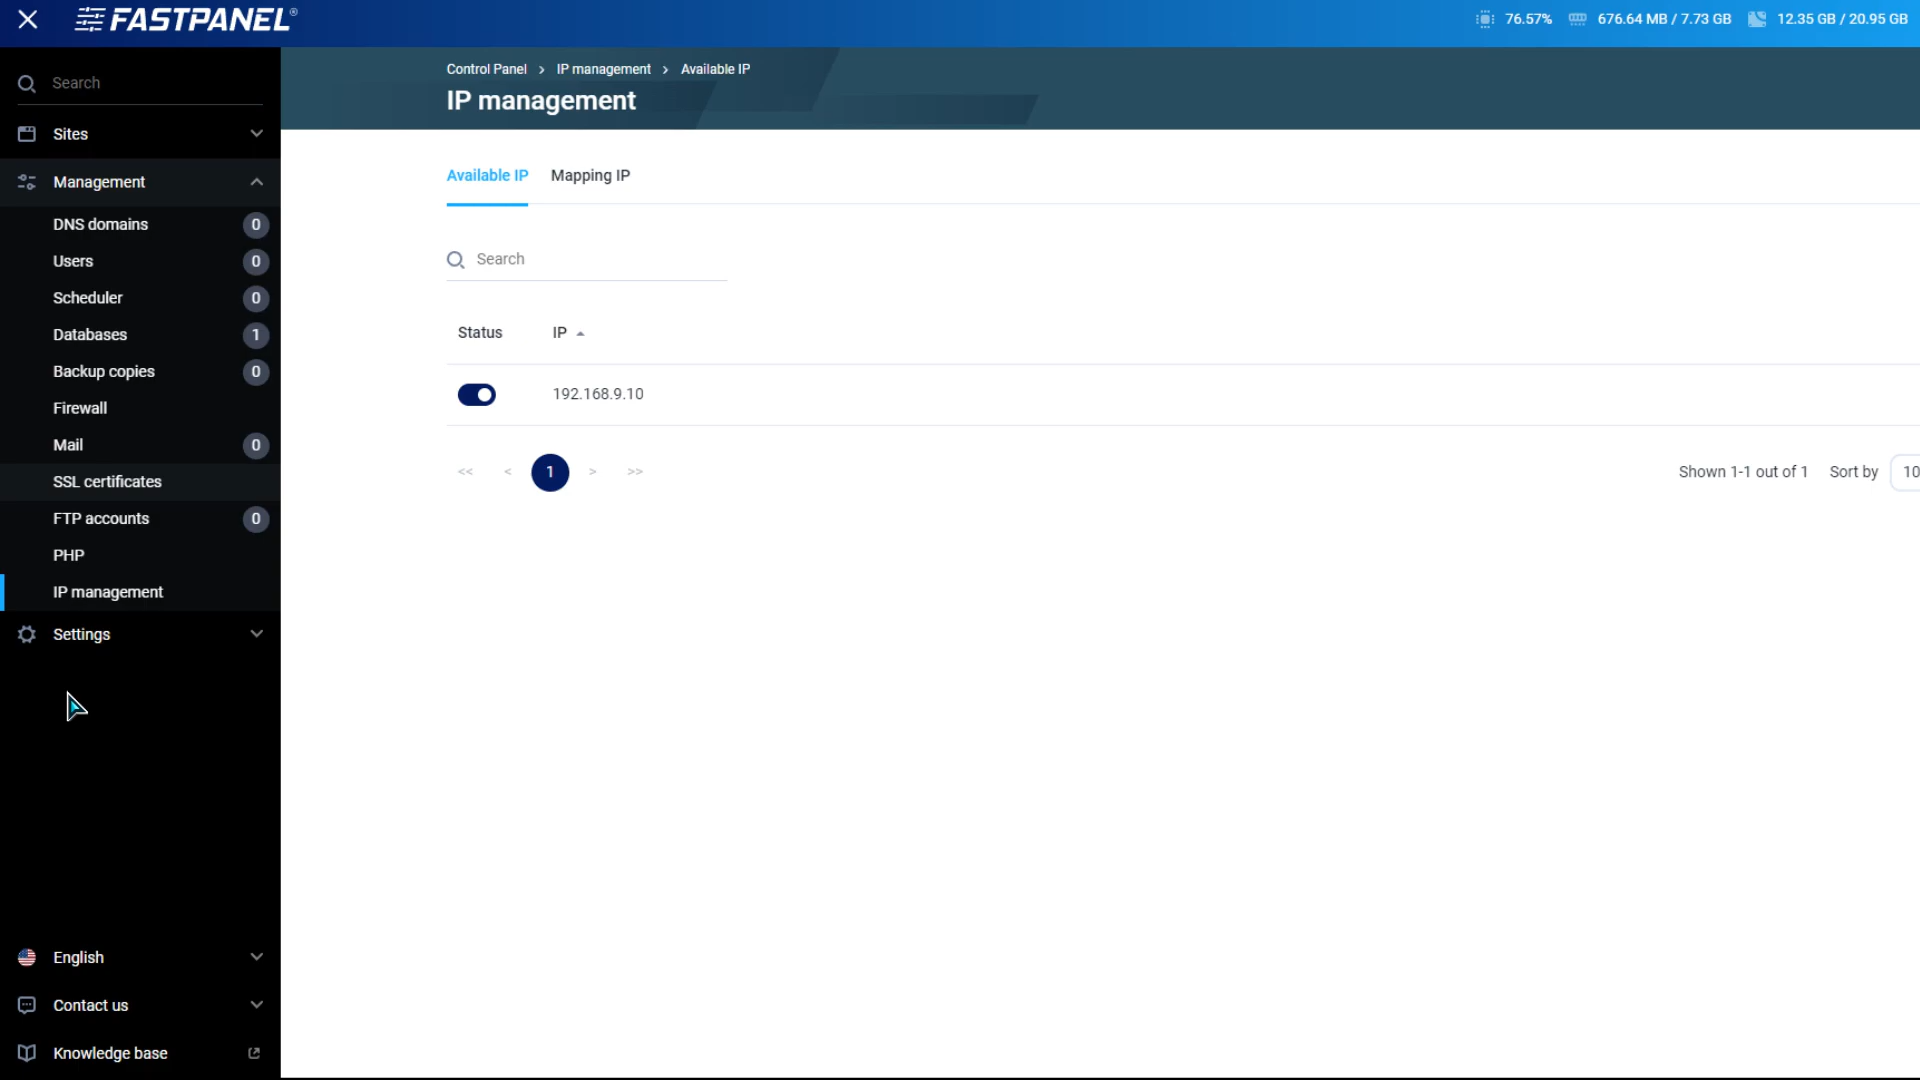 FASTPANEL®
76.57% 676.64 MB / 7.73 GB 12.35 GB / 20.95 GB
Search
Sites
Management
DNS domains 0
Users 0
Scheduler 0
Databases 1
Backup copies 0
Firewall
Mail 0
SSL certificates
FTP accounts 0
PHP
IP management
Settings
English
Contact us
Knowledge base
Control Panel > IP management > Available IP
IP management
Available IP Mapping IP
Search
Status IP
192.168.9.10
<< < 1 > >> Shown 1-1 out of 1 Sort by 10